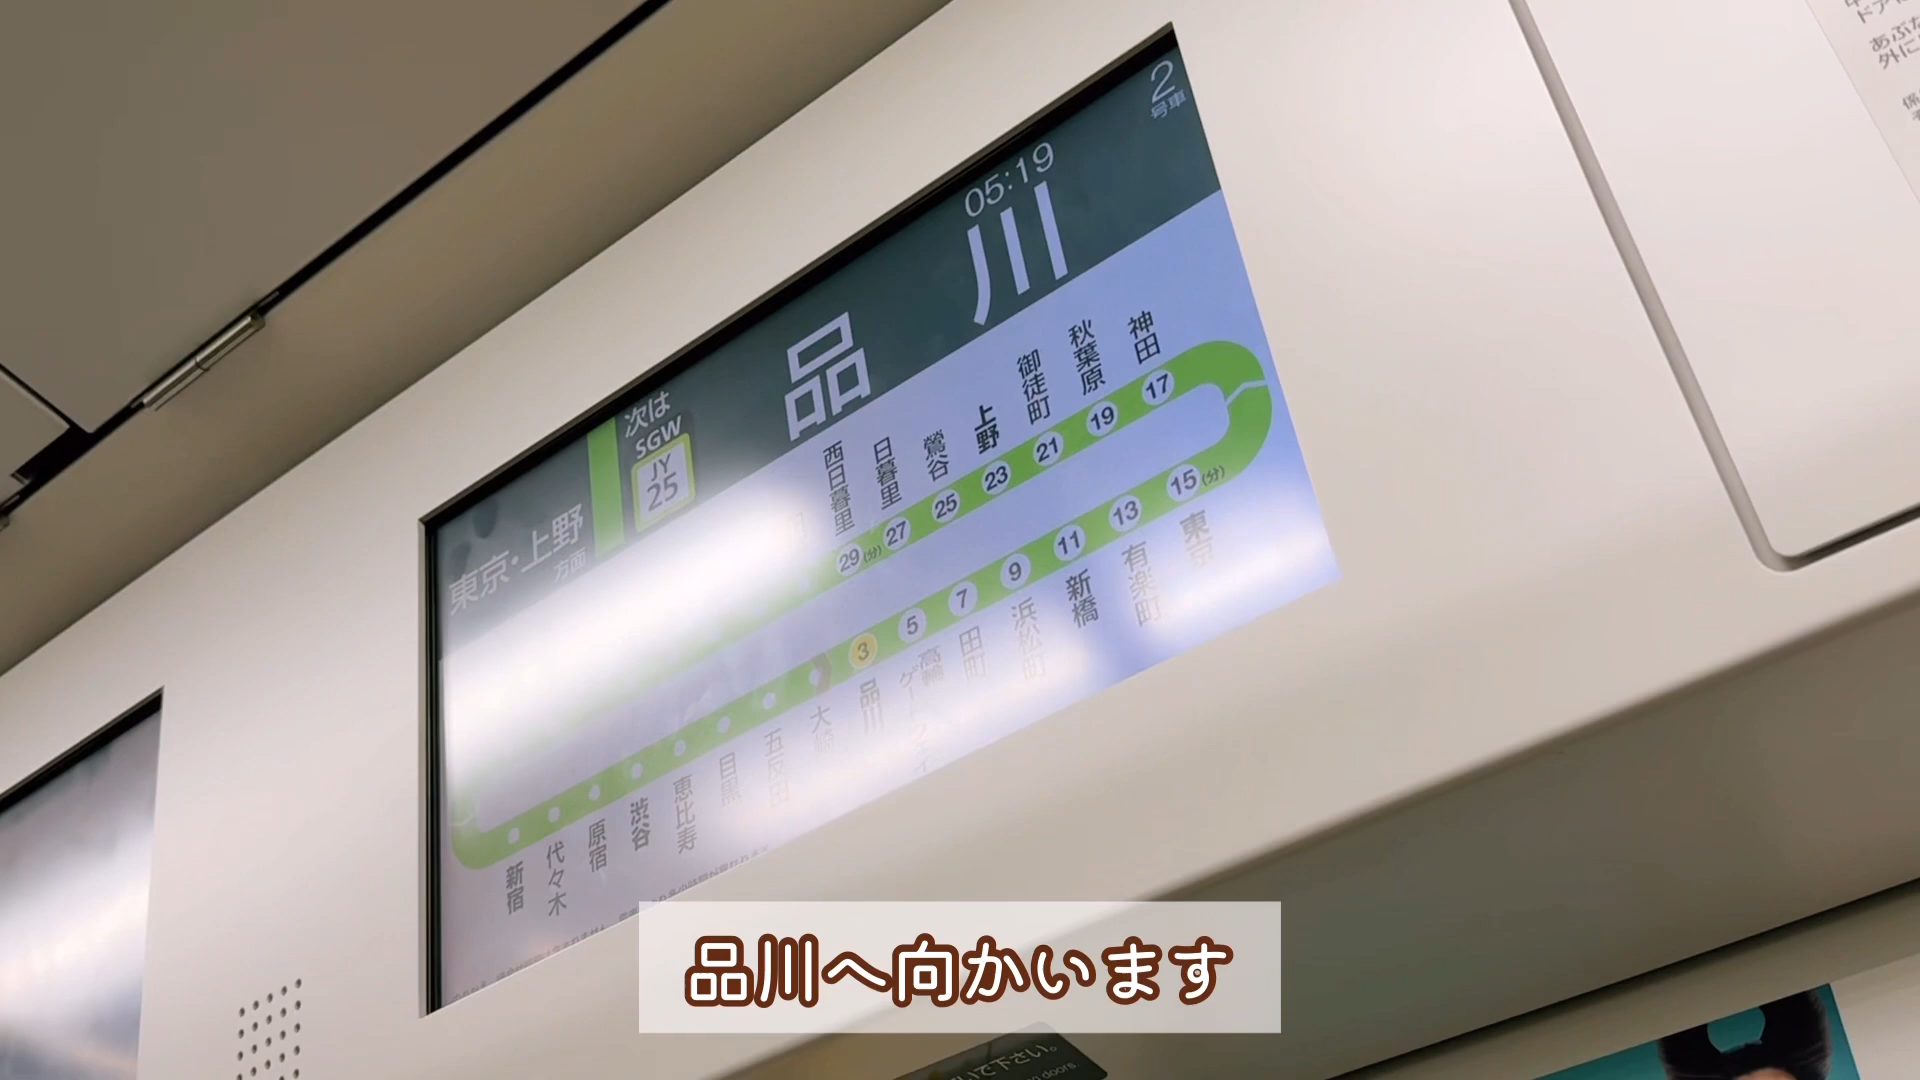 2
号車
05:19
品川
次は
SGW
JY
25
東京・上野
方面
神田
秋葉原
御徒町
上野
鶯谷
日暮里
西日暮里
17
19
21
23
25
27
29(分)
3
5
7
9
11
13
15(分)
新宿
代々木
原宿
渋谷
恵比寿
目黒
五反田
大崎
品川
高輪
ゲートウェイ
田町
浜松町
新橋
有楽町
東京
品川へ向かいます